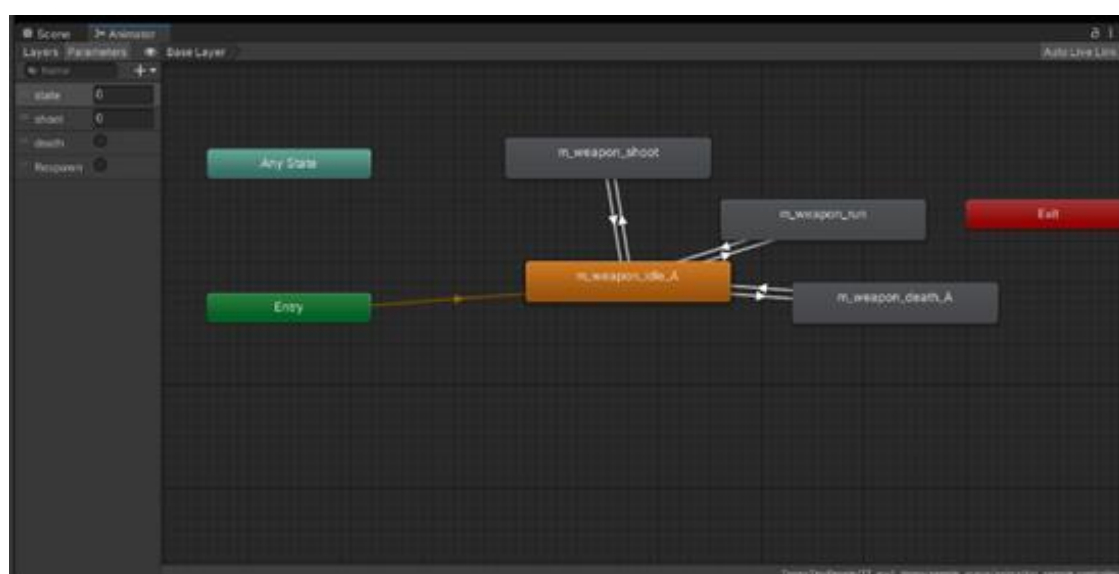 Scene Animator
Layers Parameters Base Layer Auto Live Link
Name
state 0
shoot 0
death
Respawn
Any State
m_weapon_shoot
m_weapon_run
Exit
m_weapon_idle_A
m_weapon_death_A
Entry